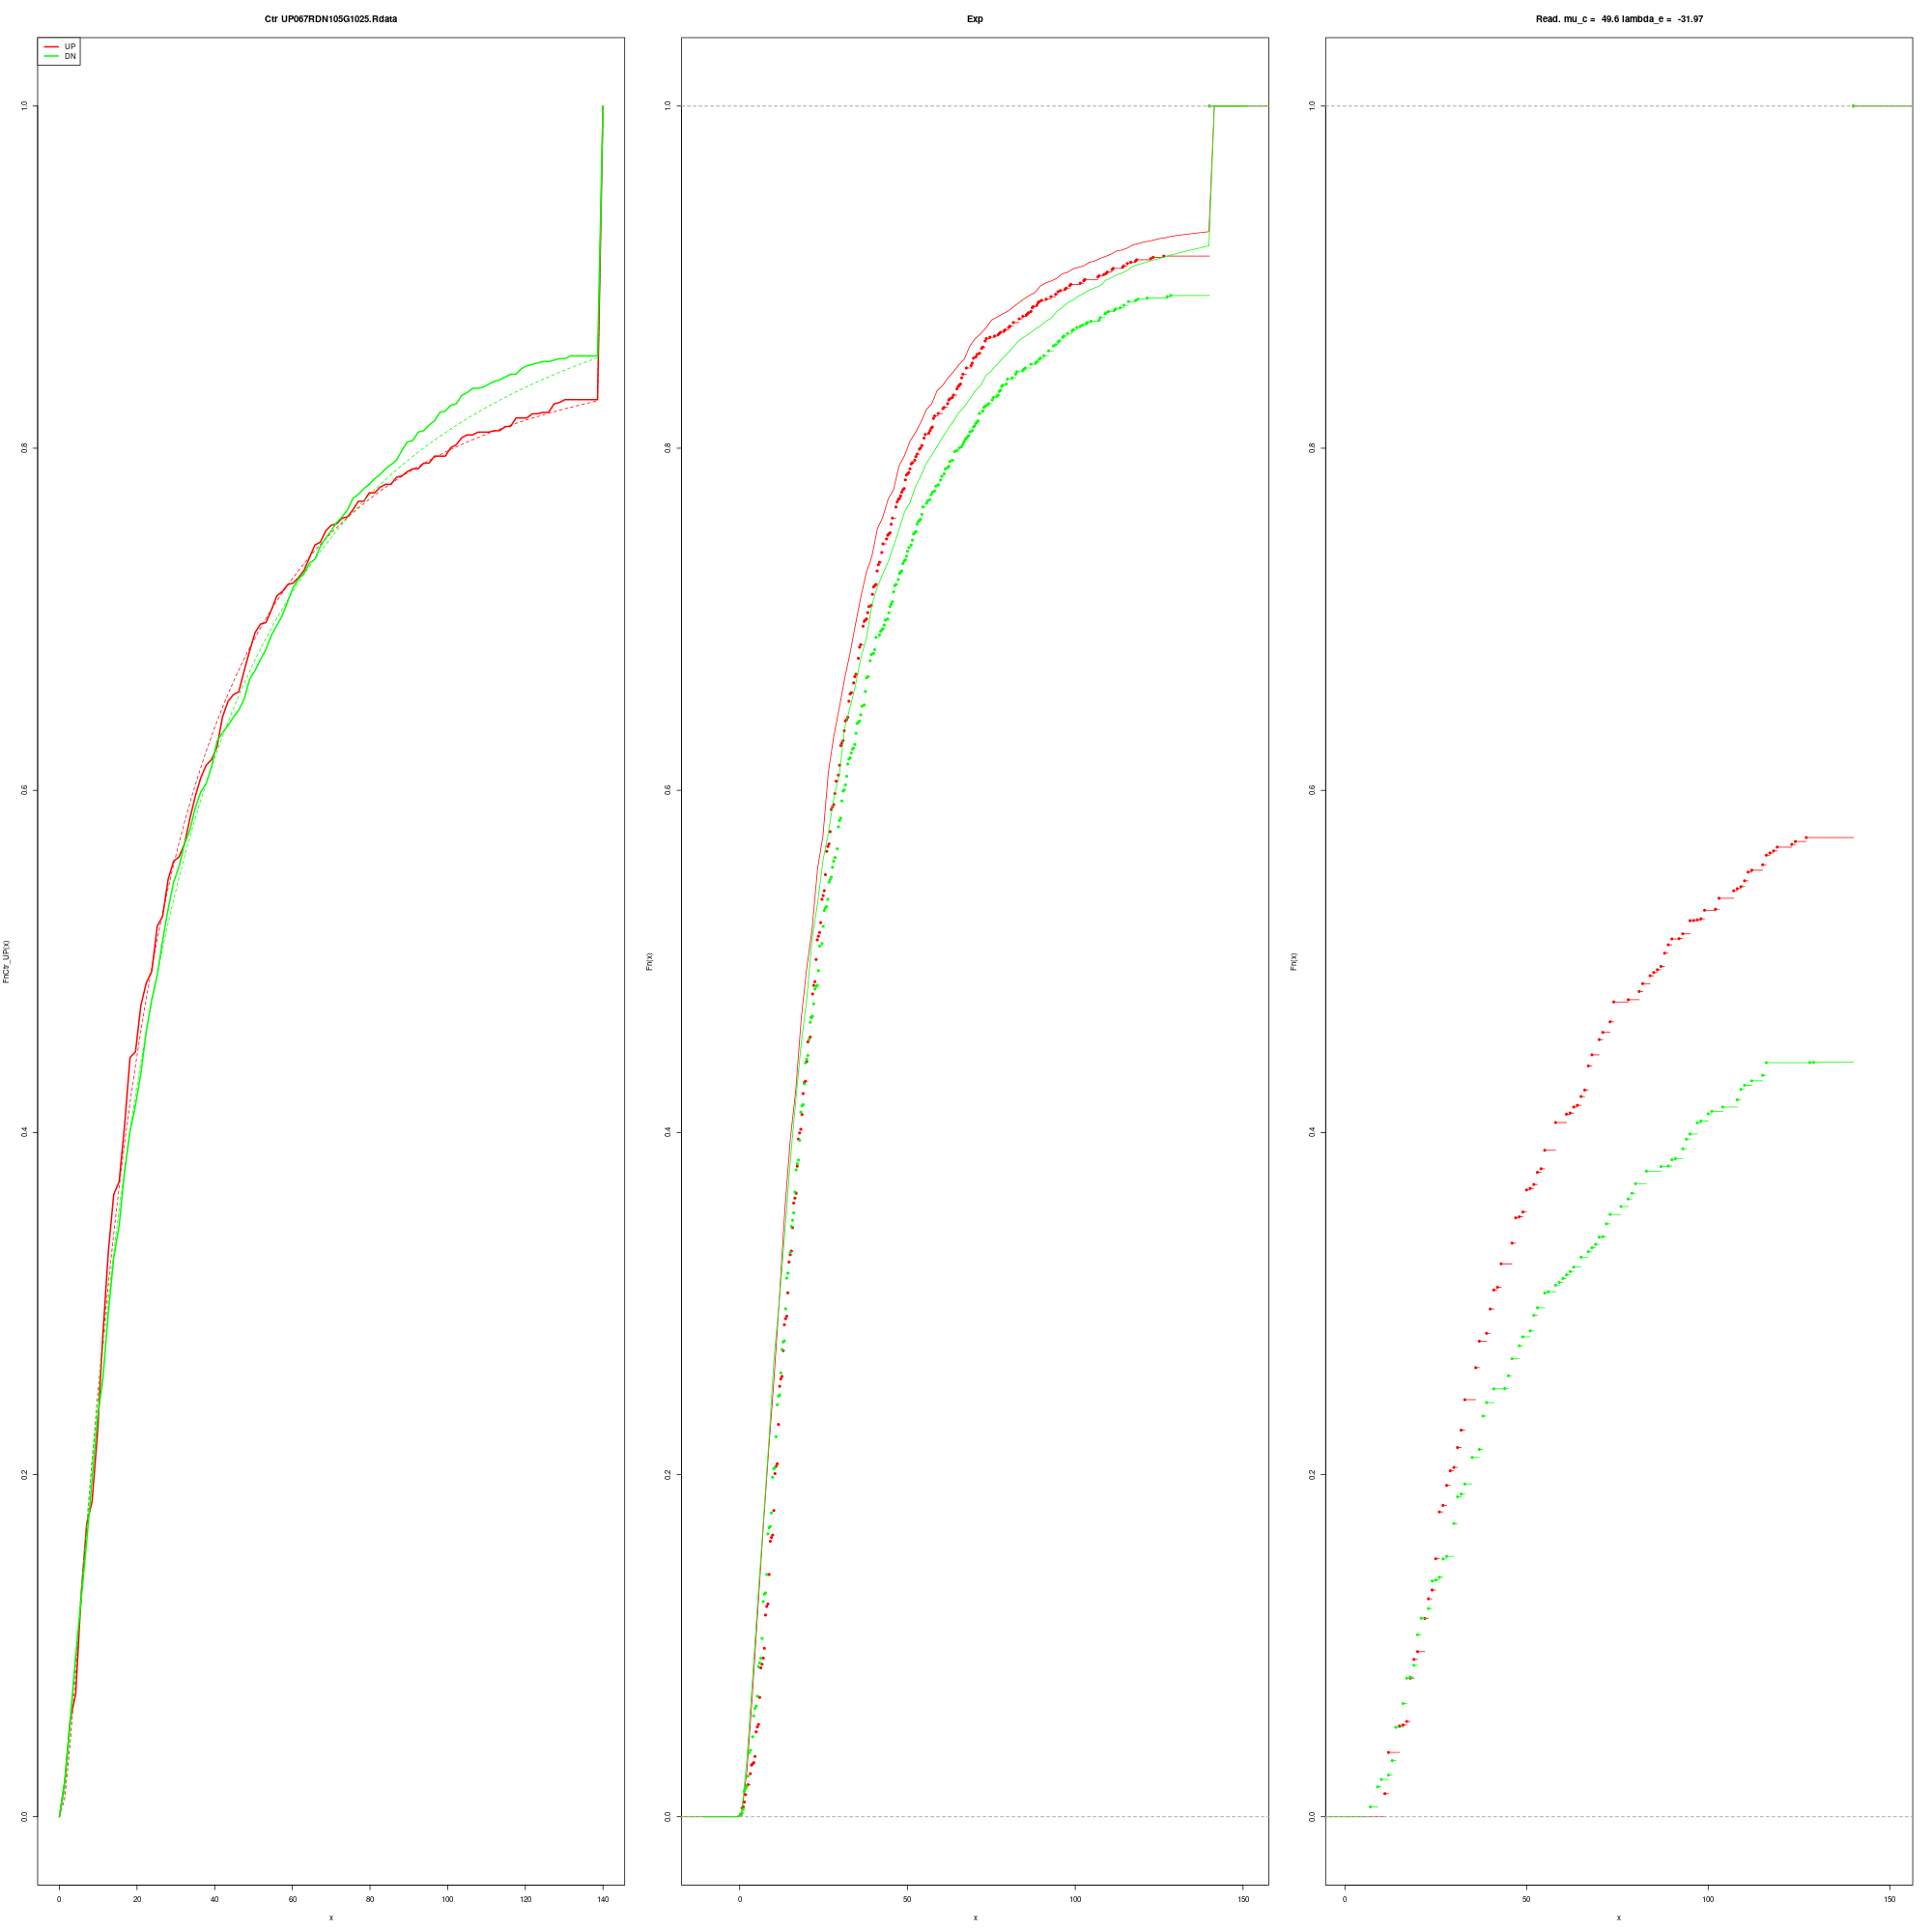 Ctr UP067RDN105G1025.Rdata
UP
DN
FnCtr_UP(x)
0.0 0.2 0.4 0.6 0.8 1.0
0 20 40 60 80 100 120 140
x
Exp
Fn(x)
0.0 0.2 0.4 0.6 0.8 1.0
0 50 100 150
x
Read. mu_c = 49.6 lambda_e = -31.97
Fn(x)
0.0 0.2 0.4 0.6 0.8 1.0
0 50 100 150
x